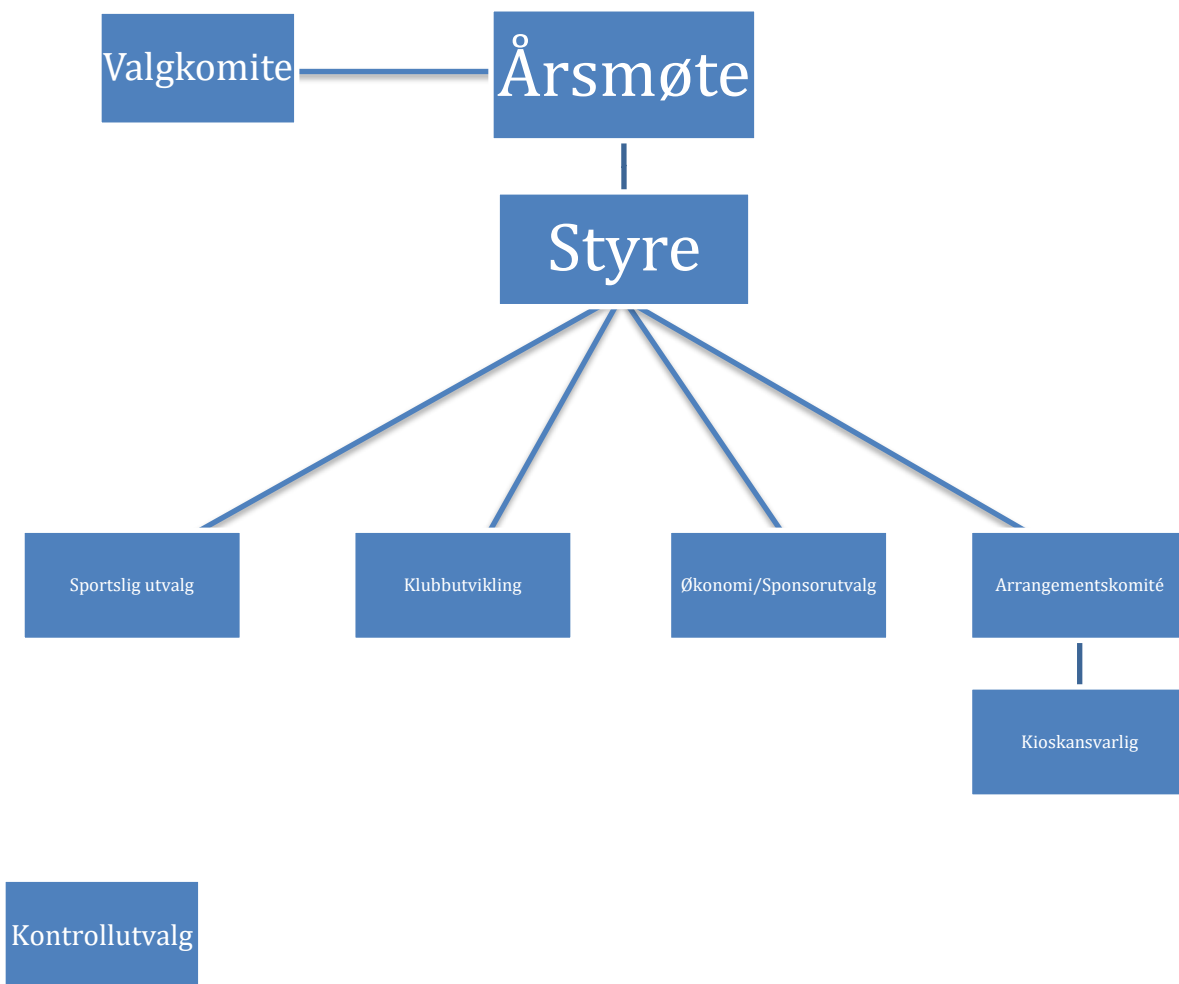 Valgkomite
Årsmøte
Styre
Sportslig utvalg
Klubbutvikling
Økonomi/Sponsorutvalg
Arrangementskomité
Kioskansvarlig
Kontrollutvalg